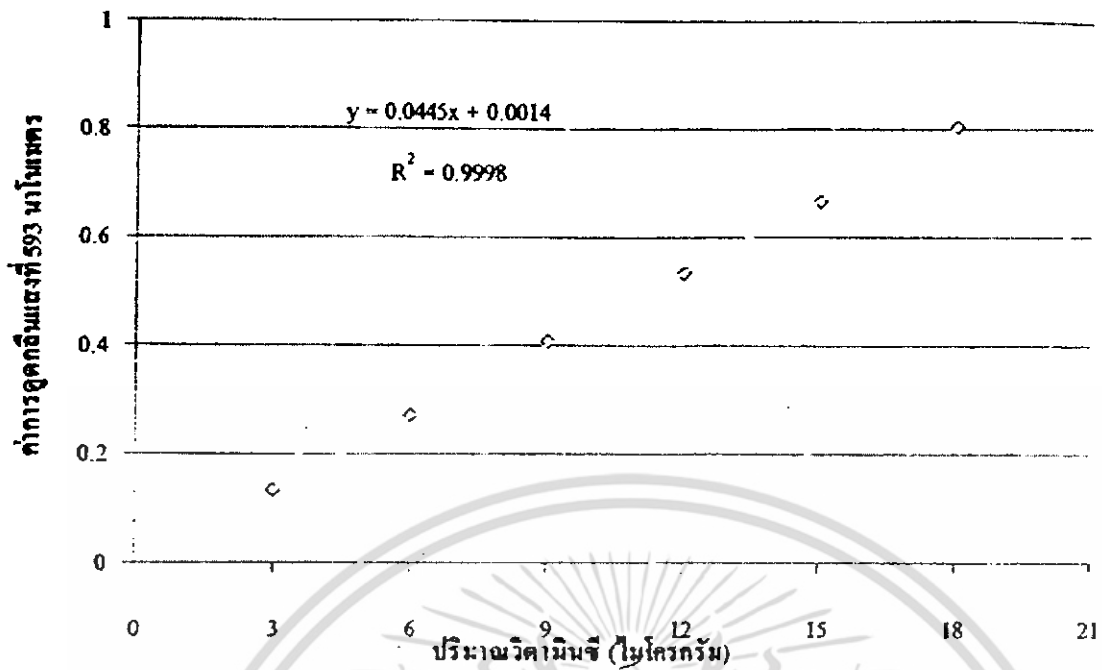 1
y = 0.0445x + 0.0014
0.8
R² = 0.9998
0.6
0.4
0.2
0
ค่าการดูดกลืนแสงที่ 593 นาโนเมตร
0 3 6 9 12 15 18 21
ปริมาณวิตามินซี (ไมโครกรัม)